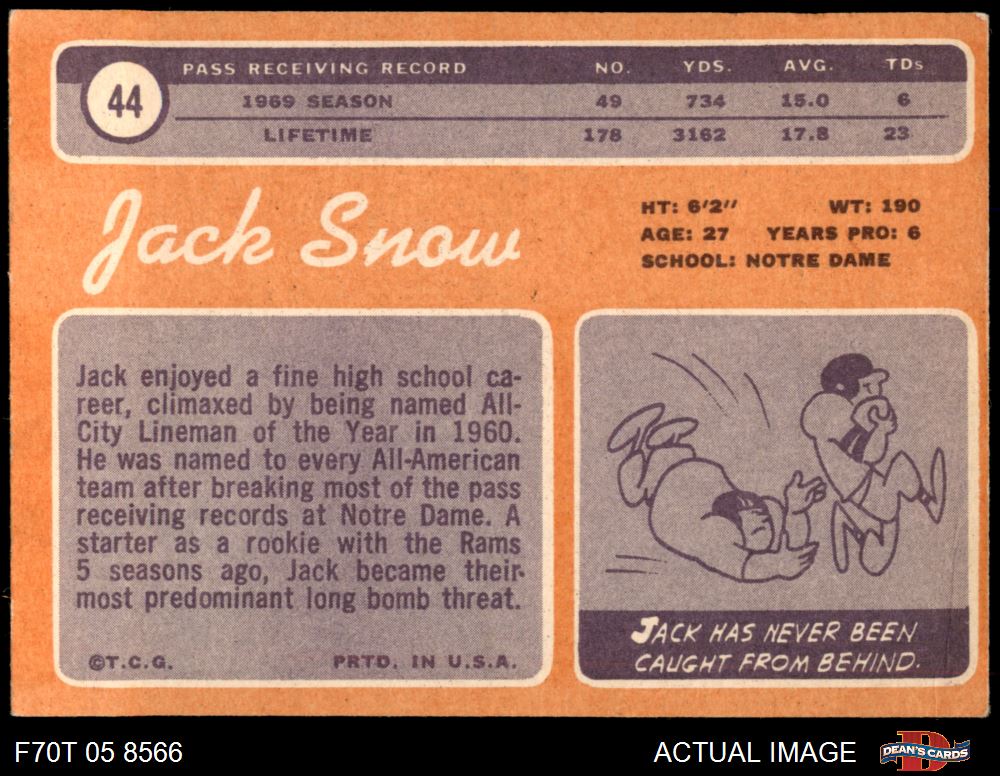 44
PASS RECEIVING RECORD NO. YDS. AVG. TDs
1969 SEASON 49 734 15.0 6
LIFETIME 178 3162 17.8 23
Jack Snow
HT: 6'2" WT: 190
AGE: 27 YEARS PRO: 6
SCHOOL: NOTRE DAME
Jack enjoyed a fine high school ca-
reer, climaxed by being named All-
City Lineman of the Year in 1960.
He was named to every All-American
team after breaking most of the pass
receiving records at Notre Dame. A
starter as a rookie with the Rams
5 seasons ago, Jack became their
most predominant long bomb threat.
©T.C.G. PRTD. IN U.S.A.
JACK HAS NEVER BEEN
CAUGHT FROM BEHIND.
F70T 05 8566
ACTUAL IMAGE
D
DEAN'S CARDS